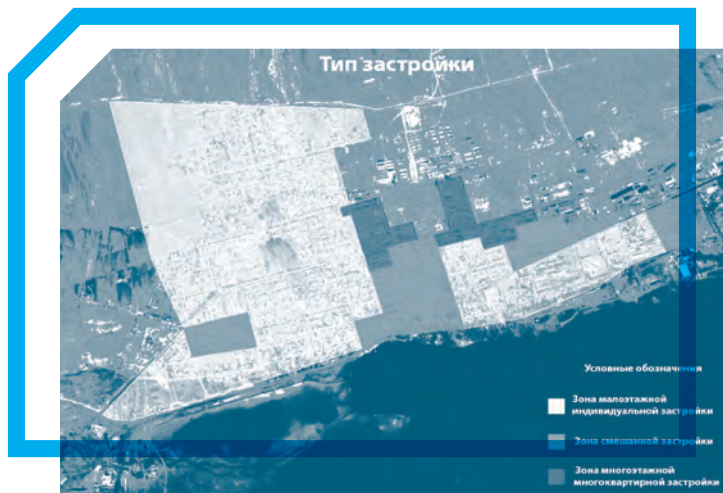 Тип застройки
Условные обозначения
Зона малоэтажной
индивидуальной застройки
Зона смешанной застройки
Зона многоэтажной
многоквартирной застройки